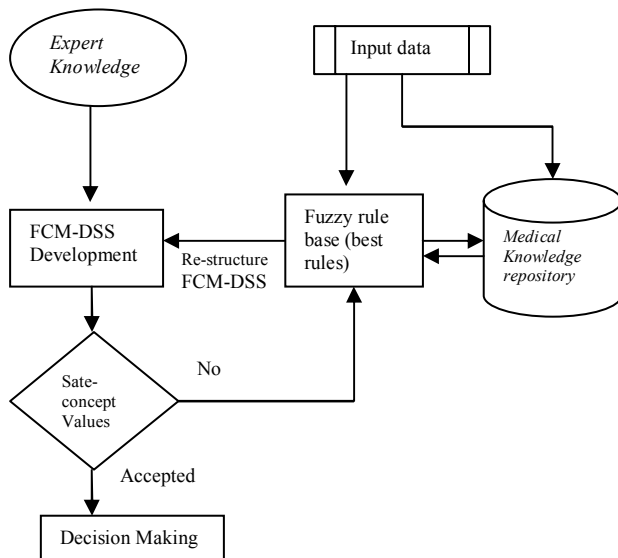 Expert
Knowledge
Input data
FCM-DSS
Development
Re-structure
FCM-DSS
Fuzzy rule
base (best
rules)
Medical
Knowledge
repository
Sate-
concept
Values
No
Accepted
Decision Making